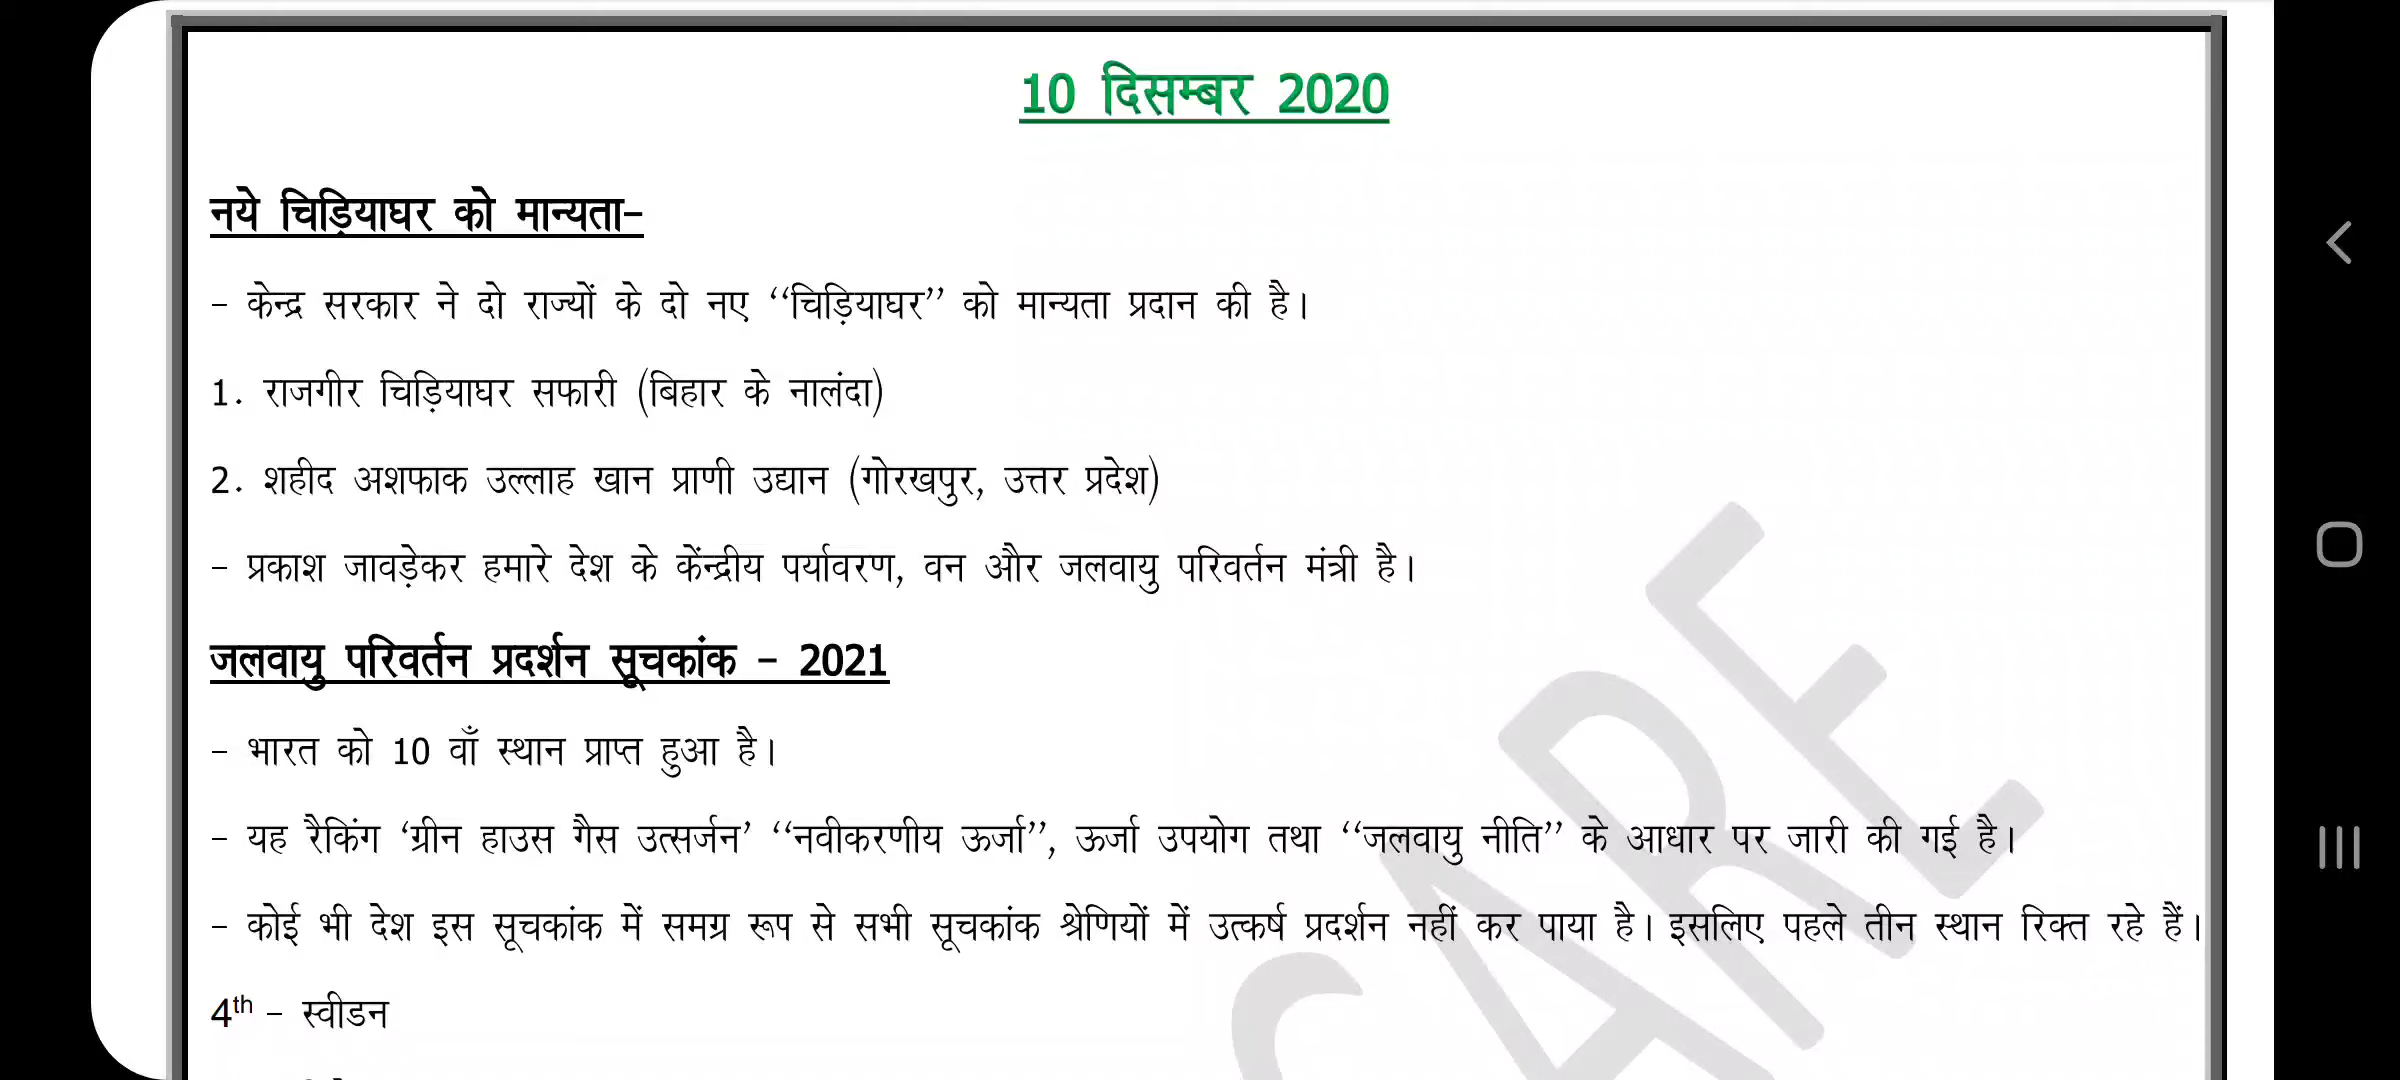 10 दिसम्बर 2020
नये चिड़ियाघर को मान्यता–
– केन्द्र सरकार ने दो राज्यों के दो नए ‘‘चिड़ियाघर’’ को मान्यता प्रदान की है।
1. राजगीर चिड़ियाघर सफारी (बिहार के नालंदा)
2. शहीद अशफाक उल्लाह खान प्राणी उद्यान (गोरखपुर, उत्तर प्रदेश)
– प्रकाश जावड़ेकर हमारे देश के केंन्द्रीय पर्यावरण, वन और जलवायु परिवर्तन मंत्री है।
जलवायु परिवर्तन प्रदर्शन सूचकांक – 2021
– भारत को 10 वाँ स्थान प्राप्त हुआ है।
– यह रैकिंग ‘ग्रीन हाउस गैस उत्सर्जन’ ‘‘नवीकरणीय ऊर्जा’’, ऊर्जा उपयोग तथा ‘‘जलवायु नीति’’ के आधार पर जारी की गई है।
– कोई भी देश इस सूचकांक में समग्र रूप से सभी सूचकांक श्रेणियों में उत्कर्ष प्रदर्शन नहीं कर पाया है। इसलिए पहले तीन स्थान रिक्त रहे हैं।
4th – स्वीडन
CARE